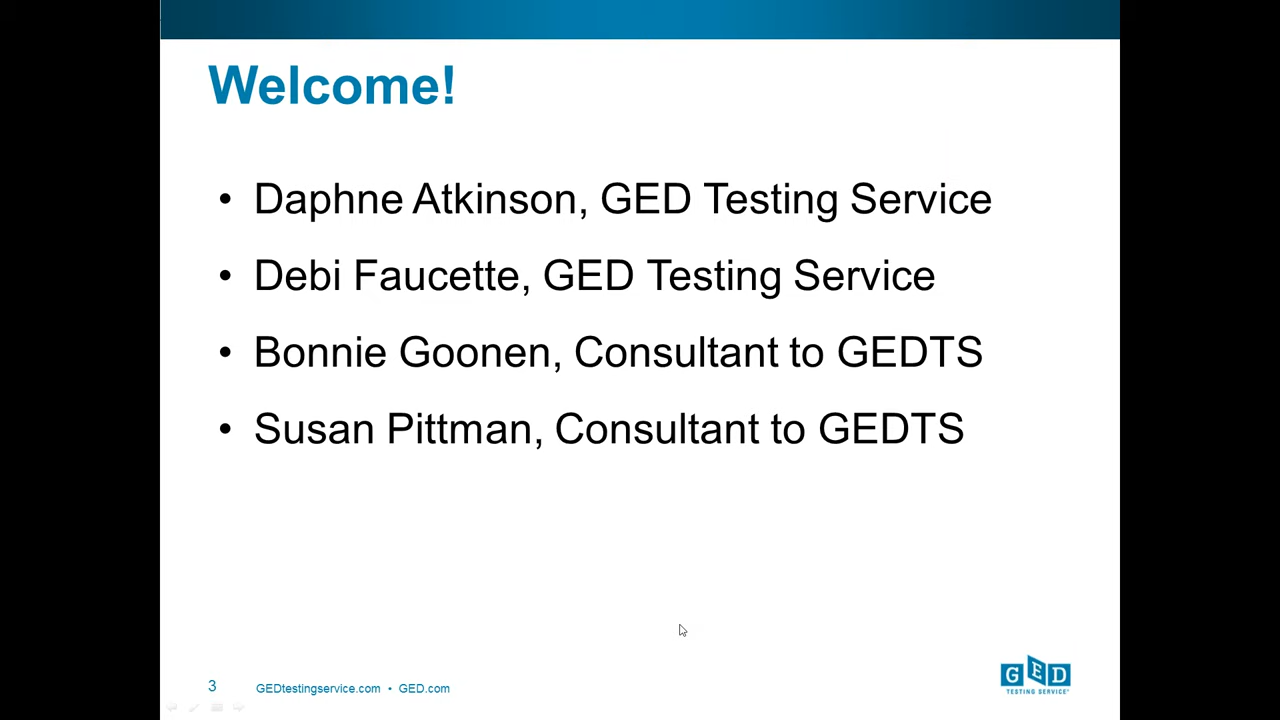 Welcome!
• Daphne Atkinson, GED Testing Service
• Debi Faucette, GED Testing Service
• Bonnie Goonen, Consultant to GEDTS
• Susan Pittman, Consultant to GEDTS
3 GEDtestingservice.com • GED.com
GED
TESTING SERVICE®